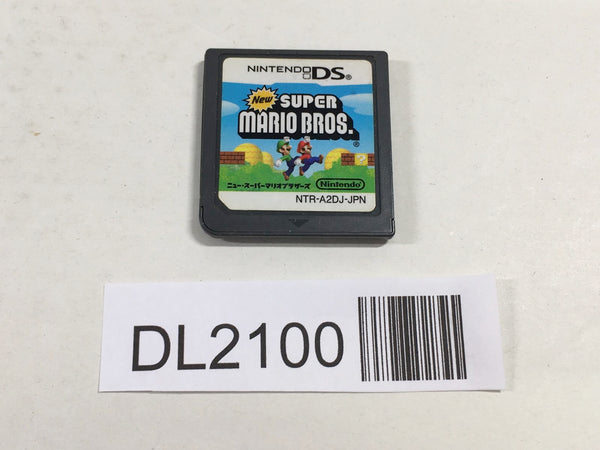 NINTENDO DS®
New SUPER
MARIO BROS.®
?
ニュー・スーパーマリオブラザーズ
Nintendo
NTR-A2DJ-JPN
DL2100